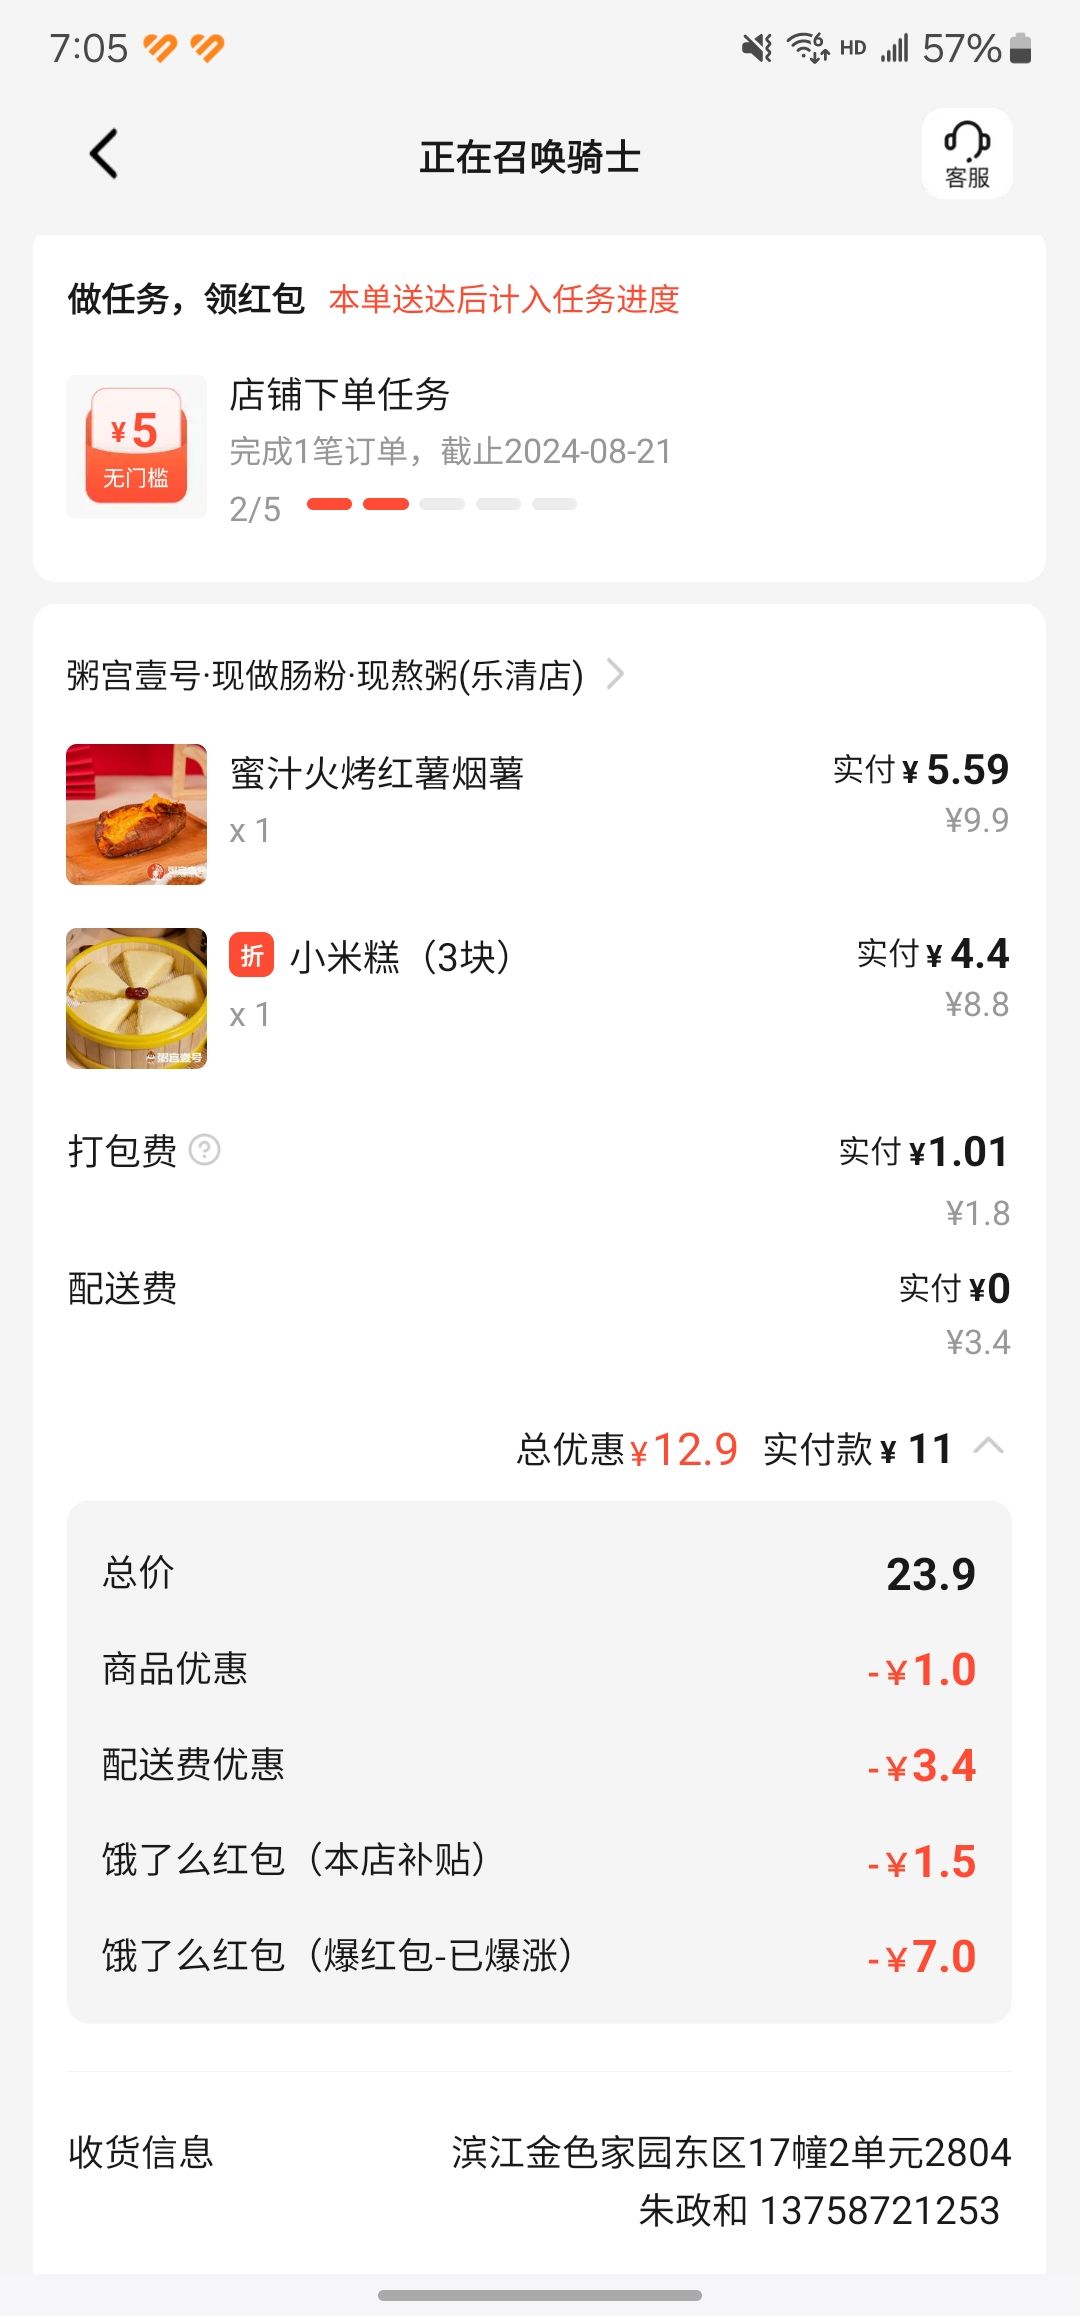 7:05
HD 57%
正在召唤骑士
客服
做任务，领红包 本单送达后计入任务进度
¥5
无门槛
店铺下单任务
完成1笔订单，截止2024-08-21
2/5
粥宫壹号·现做肠粉·现熬粥(乐清店)
蜜汁火烤红薯烟薯 实付¥5.59
x 1 ¥9.9
折 小米糕（3块） 实付¥4.4
x 1 ¥8.8
粥宫壹号
打包费 实付¥1.01
¥1.8
配送费 实付¥0
¥3.4
总优惠¥12.9 实付款¥11
总价 23.9
商品优惠 -¥1.0
配送费优惠 -¥3.4
饿了么红包（本店补贴） -¥1.5
饿了么红包（爆红包-已爆涨） -¥7.0
收货信息 滨江金色家园东区17幢2单元2804
朱政和 13758721253